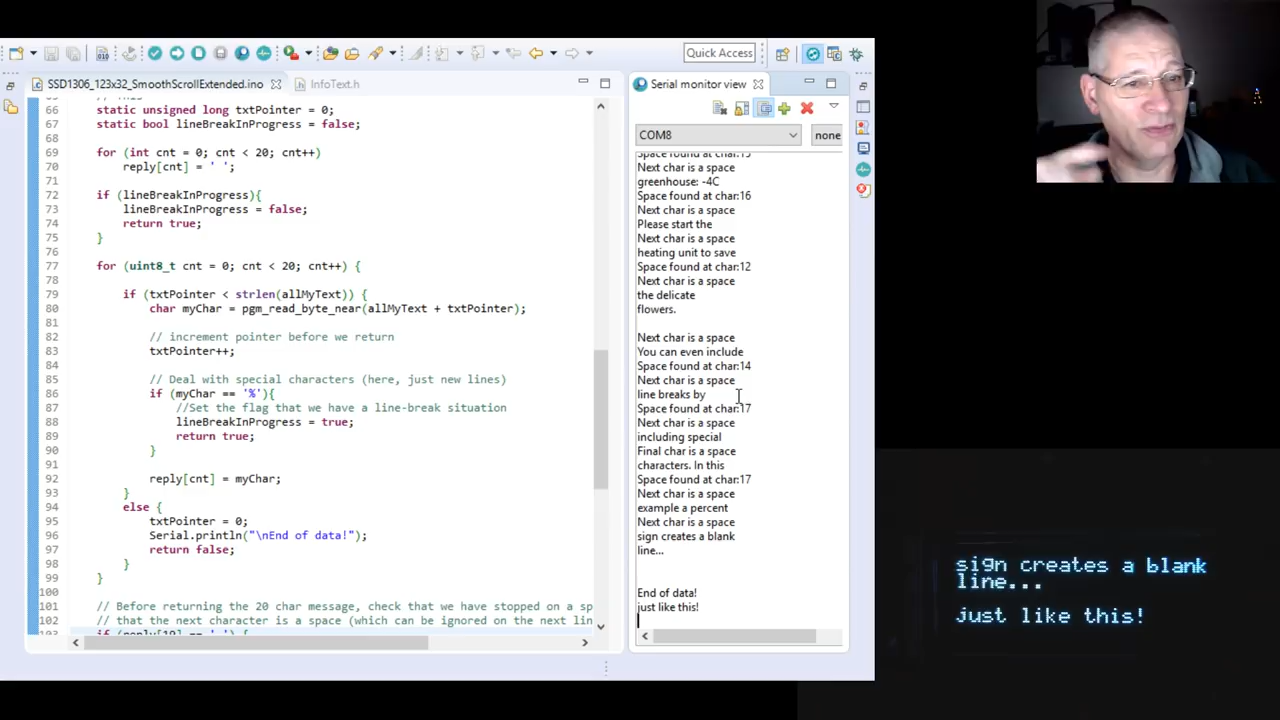 Quick Access
SSD1306_123x32_SmoothScrollExtended.ino
InfoText.h
66 static unsigned long txtPointer = 0;
67 static bool lineBreakInProgress = false;
68
69 for (int cnt = 0; cnt < 20; cnt++)
70 reply[cnt] = ' ';
71
72 if (lineBreakInProgress){
73 lineBreakInProgress = false;
74 return true;
75 }
76
77 for (uint8_t cnt = 0; cnt < 20; cnt++) {
78
79 if (txtPointer < strlen(allMyText)) {
80 char myChar = pgm_read_byte_near(allMyText + txtPointer);
81
82 // increment pointer before we return
83 txtPointer++;
84
85 // Deal with special characters (here, just new lines)
86 if (myChar == '%'){
87 //Set the flag that we have a line-break situation
88 lineBreakInProgress = true;
89 return true;
90 }
91
92 reply[cnt] = myChar;
93 }
94 else {
95 txtPointer = 0;
96 Serial.println("\nEnd of data!");
97 return false;
98 }
99 }
100
101 // Before returning the 20 char message, check that we have stopped on a sp
102 // that the next character is a space (which can be ignored on the next lin
103 if (reply[19] == ' ') {
Serial monitor view
COM8
none
Space found at char:15
Next char is a space
greenhouse: -4C
Space found at char:16
Next char is a space
Please start the
Next char is a space
heating unit to save
Space found at char:12
Next char is a space
the delicate
flowers.
Next char is a space
You can even include
Space found at char:14
Next char is a space
line breaks by
Space found at char:17
Next char is a space
including special
Final char is a space
characters. In this
Space found at char:17
Next char is a space
example a percent
Next char is a space
sign creates a blank
line...
End of data!
just like this!
sign creates a blank
line...
just like this!